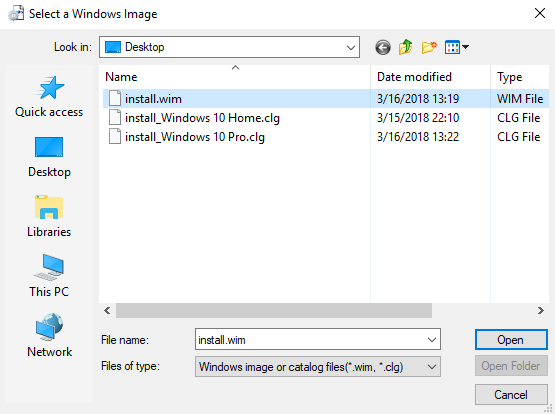 Select a Windows Image
Look in: Desktop
Name Date modified Type
install.wim 3/16/2018 13:19 WIM File
install_Windows 10 Home.clg 3/15/2018 22:10 CLG File
install_Windows 10 Pro.clg 3/16/2018 13:22 CLG File
Quick access
Desktop
Libraries
This PC
Network
File name: install.wim Open
Files of type: Windows image or catalog files(*.wim, *.clg) Open Folder
Cancel